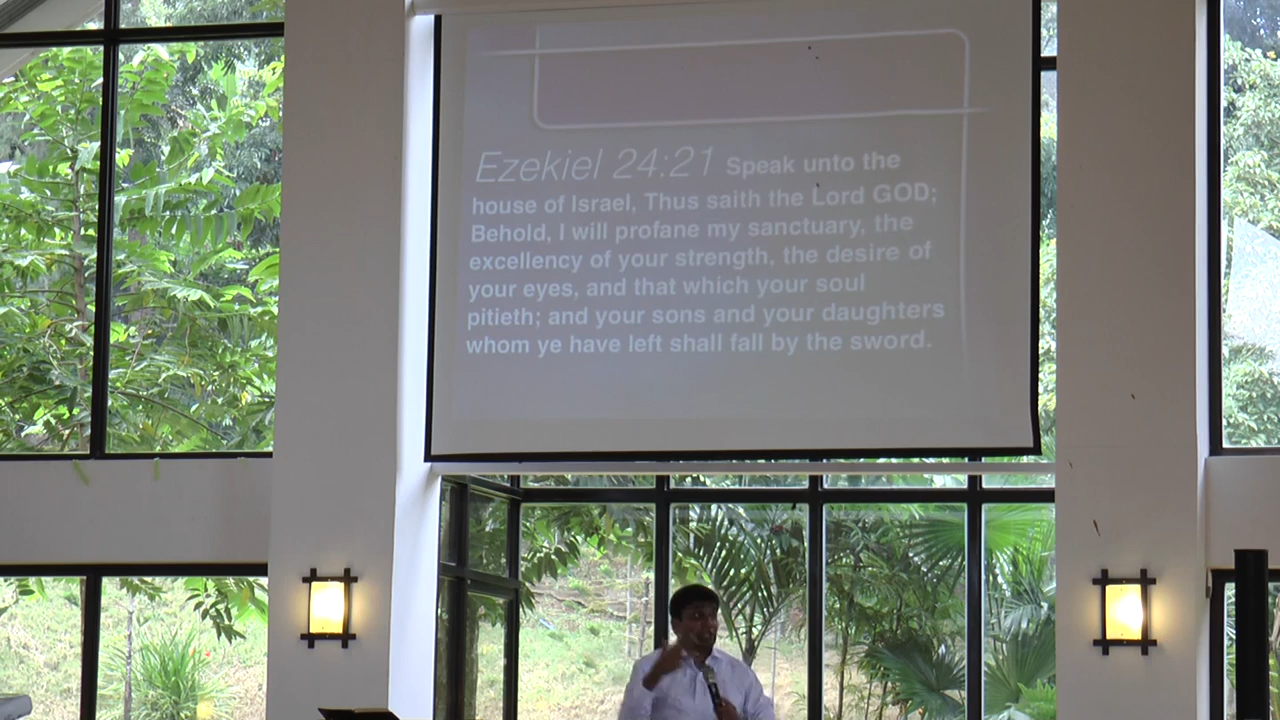 Ezekiel 24:21 Speak unto the
house of Israel, Thus saith the Lord GOD;
Behold, I will profane my sanctuary, the
excellency of your strength, the desire of
your eyes, and that which your soul
pitieth; and your sons and your daughters
whom ye have left shall fall by the sword.